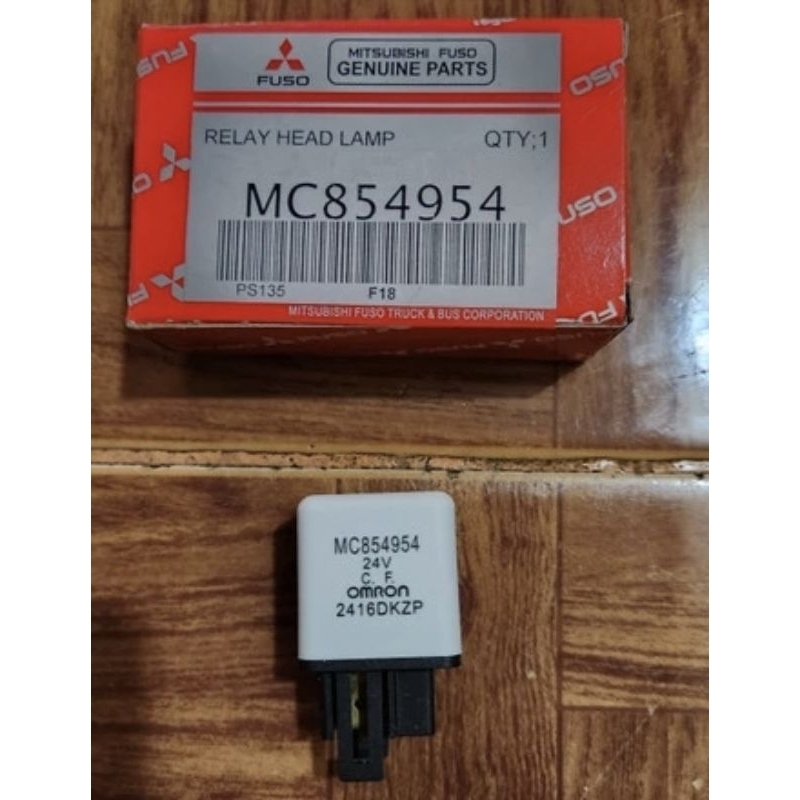 MITSUBISHI FUSO
GENUINE PARTS
FUSO
RELAY HEAD LAMP QTY;1
MC854954
PS135 F18
MITSUBISHI FUSO TRUCK & BUS CORPORATION
FUSO
FUSO
FUSO
MC854954
24V
C. F.
OMRON
2416DKZP